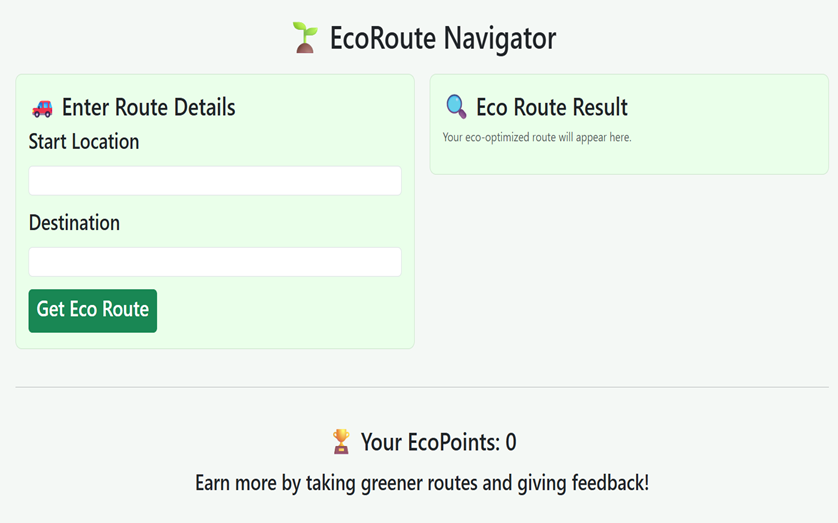 EcoRoute Navigator
Enter Route Details
Start Location
Destination
Get Eco Route
Eco Route Result
Your eco-optimized route will appear here.
Your EcoPoints: 0
Earn more by taking greener routes and giving feedback!